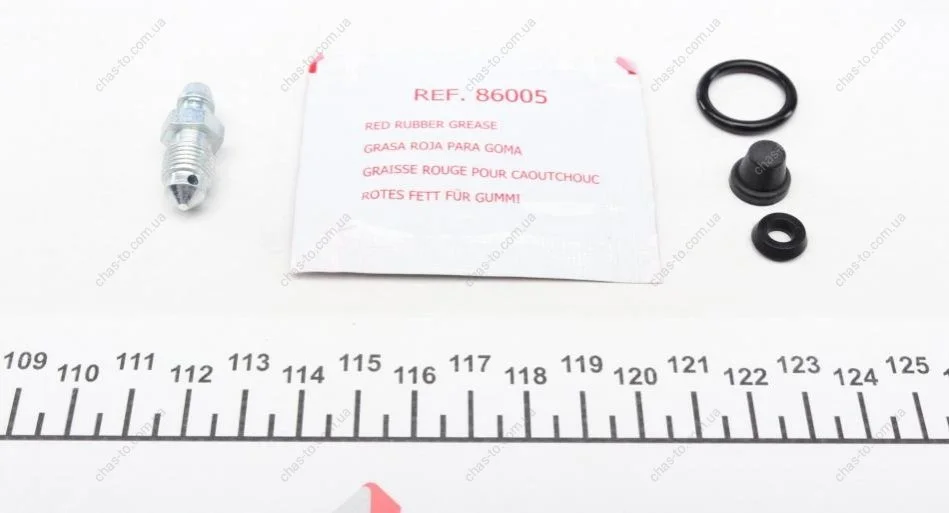 REF. 86005
RED RUBBER GREASE
GRASA ROJA PARA GOMA
GRAISSE ROUGE POUR CAOUTCHOUC
ROTES FETT FÜR GUMMI
109 110 111 112 113 114 115 116 117 118 119 120 121 122 123 124 125
chas-to.com.ua